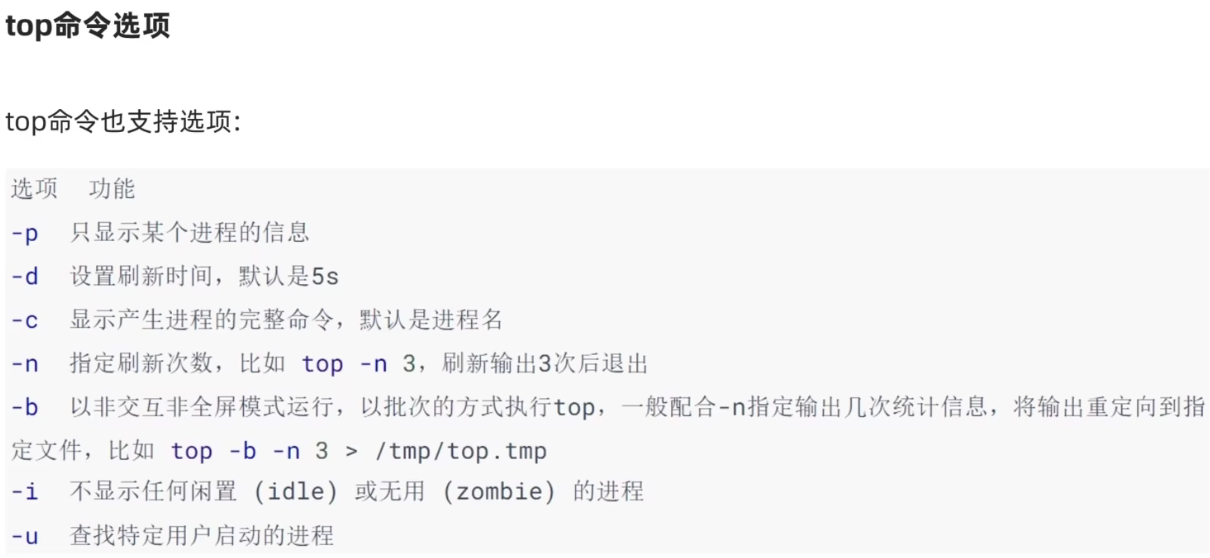 top命令选项
top命令也支持选项:
选项 功能
-p 只显示某个进程的信息
-d 设置刷新时间，默认是5s
-c 显示产生进程的完整命令，默认是进程名
-n 指定刷新次数，比如 top -n 3，刷新输出3次后退出
-b 以非交互非全屏模式运行，以批次的方式执行top，一般配合-n指定输出几次统计信息，将输出重定向到指
定文件，比如 top -b -n 3 > /tmp/top.tmp
-i 不显示任何闲置 (idle) 或无用 (zombie) 的进程
-u 查找特定用户启动的进程